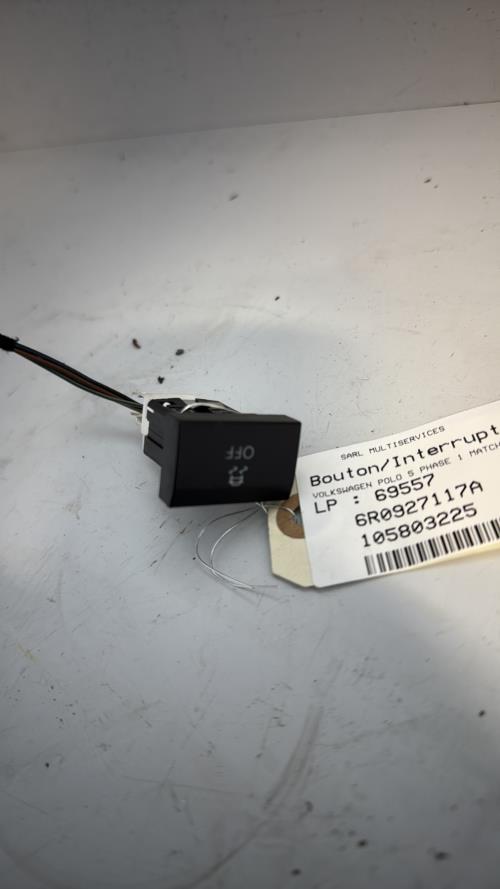 OFF
SARL MULTISERVICES
Bouton/Interrupt
VOLKSWAGEN POLO 5 PHASE 1 MATCH
LP : 69557
6R0927117A
105803225